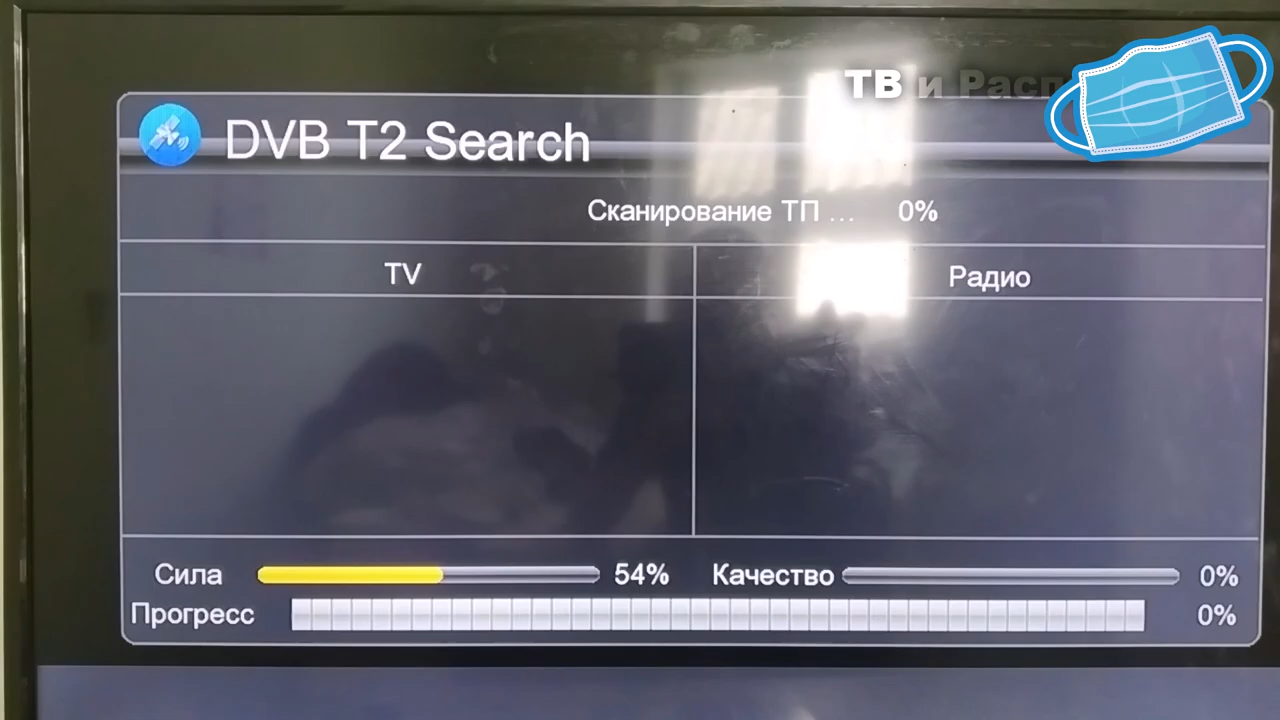 ТВ и
DVB T2 Search
Сканирование ТП ... 0%
TV Радио
Сила 54% Качество 0%
Прогресс 0%